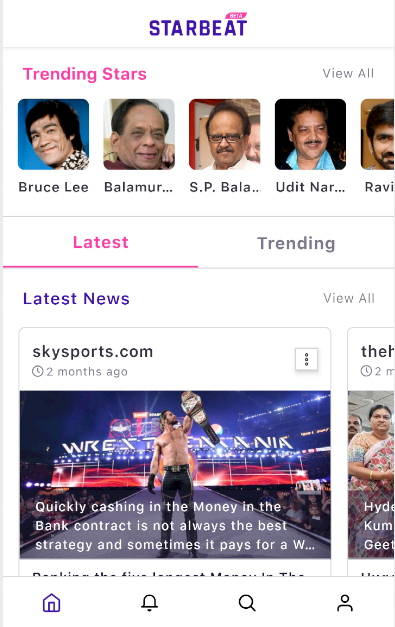 STARBEAT
BETA
Trending Stars
View All
Bruce Lee
Balamur...
S.P. Bala...
Udit Nar...
Ravi
Latest
Trending
Latest News
View All
skysports.com
2 months ago
WRESTLEMANIA
Quickly cashing in the Money in the
Bank contract is not always the best
strategy and sometimes it pays for a W...
Ranking the five longest Money In The
theh
2 m
Hyde
Kum
Geet